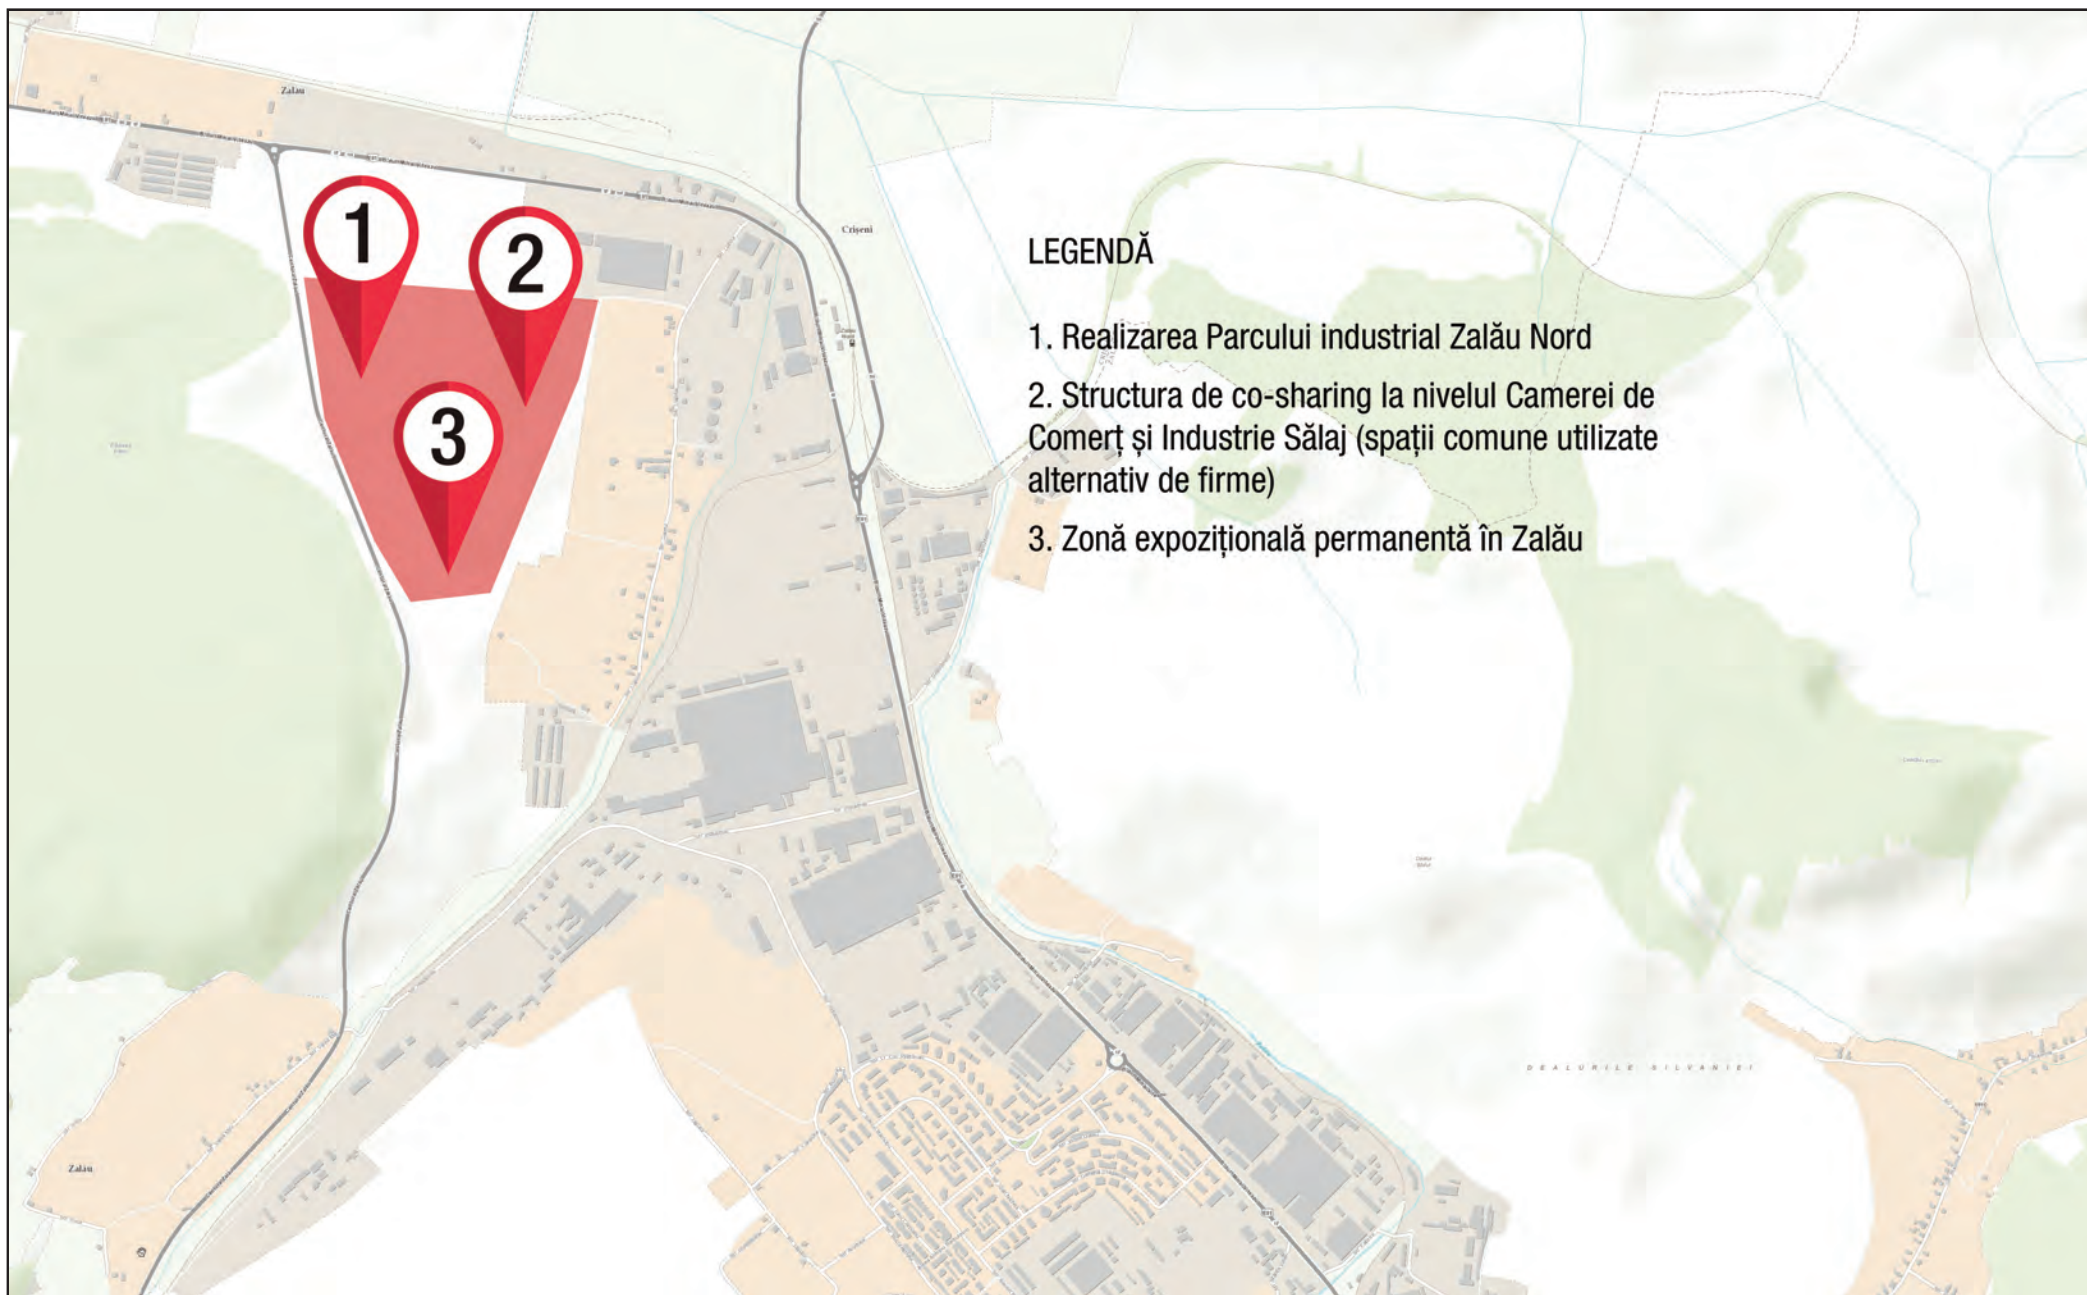 Zalău
1
2
3
Crișeni
LEGENDĂ
1. Realizarea Parcului industrial Zalău Nord
2. Structura de co-sharing la nivelul Camerei de
Comerț și Industrie Sălaj (spații comune utilizate
alternativ de firme)
3. Zonă expozițională permanentă în Zalău
DEALURILE SILVANIEI
Zalău